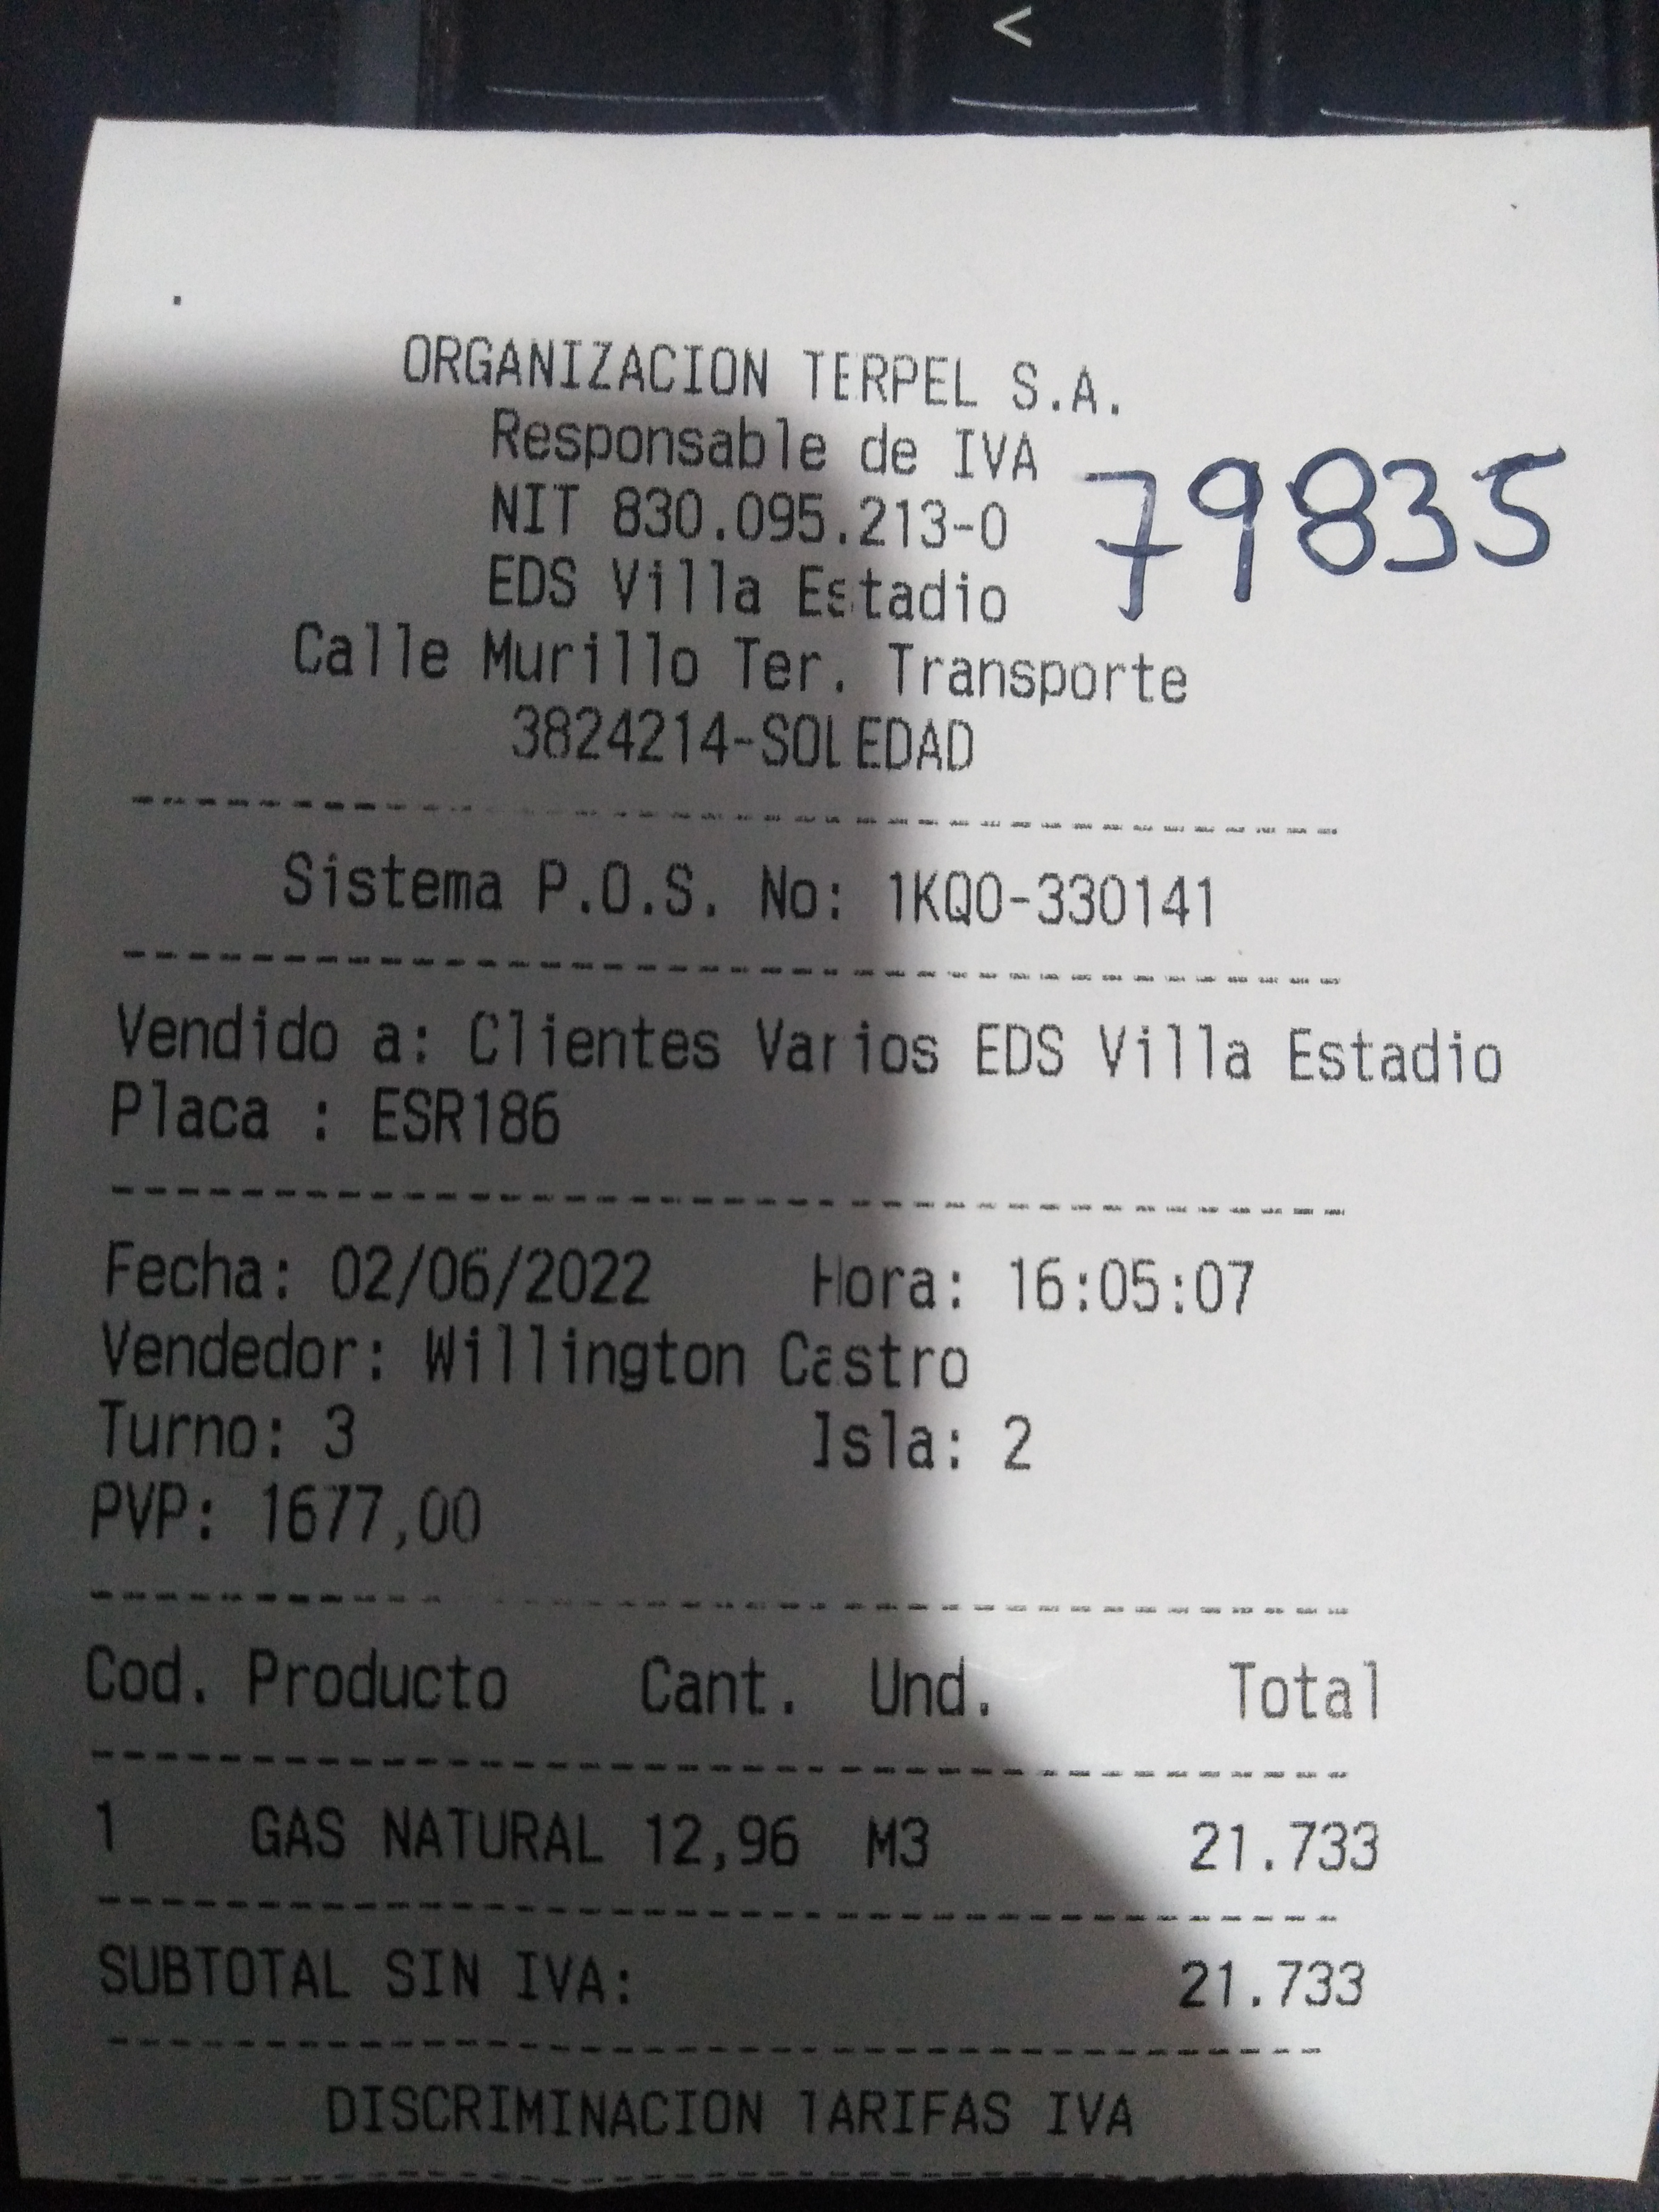 <
ORGANIZACION TERPEL S.A.
Responsable de IVA
NIT 830.095.213-0
79835
EDS Villa Estadio
Calle Murillo Ter. Transporte
3824214-SOLEDAD
Sistema P.O.S. No: 1KQ0-330141
Vendido a: Clientes Varios EDS Villa Estadio
Placa : ESR186
Fecha: 02/06/2022 Hora: 16:05:07
Vendedor: Willington Castro
Turno: 3 Isla: 2
PVP: 1677,00
Cod. Producto Cant. Und. Total
1 GAS NATURAL 12,96 M3 21.733
SUBTOTAL SIN IVA: 21.733
DISCRIMINACION TARIFAS IVA